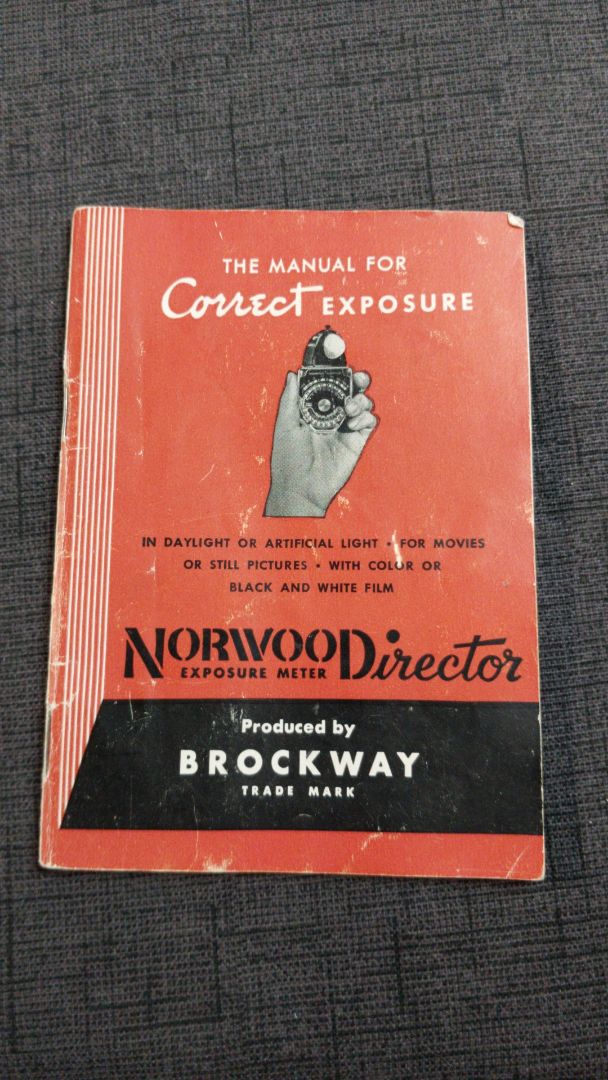 THE MANUAL FOR
Correct EXPOSURE
IN DAYLIGHT OR ARTIFICIAL LIGHT • FOR MOVIES
OR STILL PICTURES • WITH COLOR OR
BLACK AND WHITE FILM
NORWOOD Director
EXPOSURE METER
Produced by
BROCKWAY
TRADE MARK